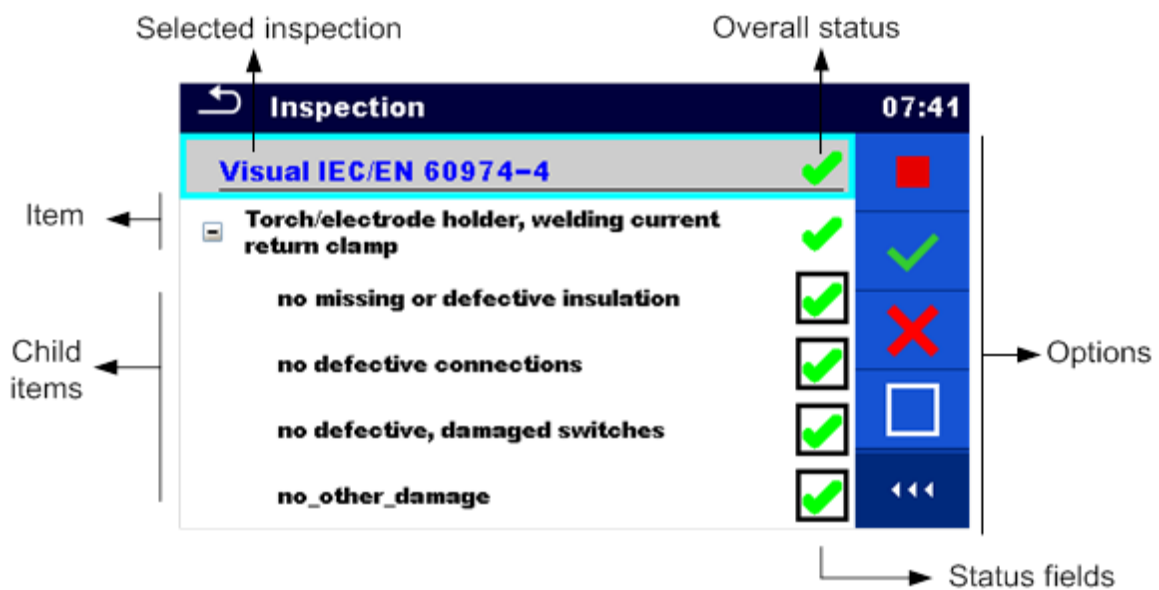 Selected inspection
Overall status
Inspection
07:41
Visual IEC/EN 60974-4
Item
Torch/electrode holder, welding current
return clamp
no missing or defective insulation
Child
items
no defective connections
Options
no defective, damaged switches
no_other_damage
Status fields